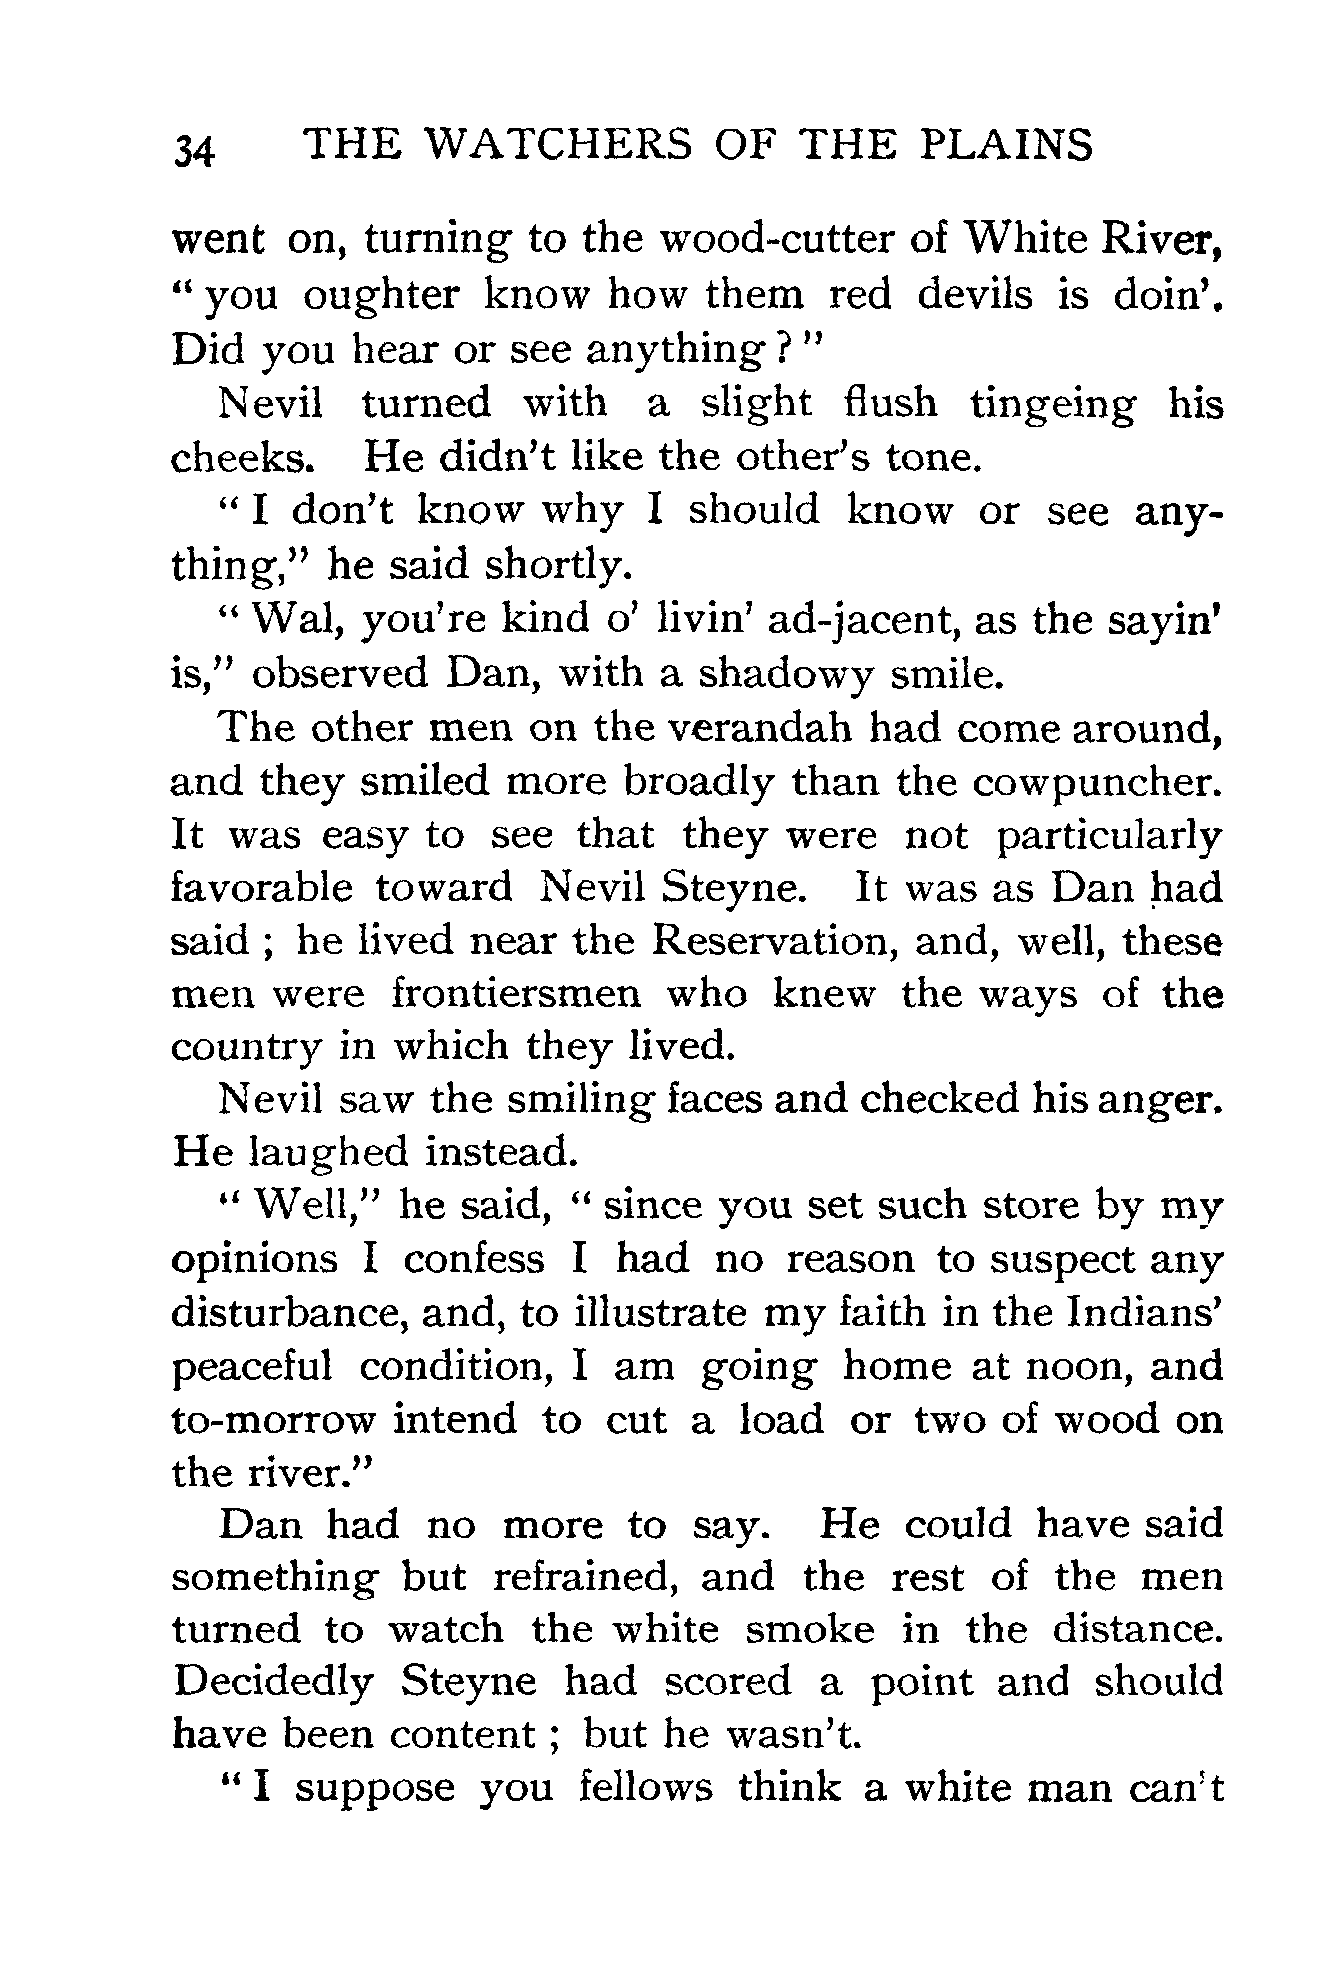 34 THE WATCHERS OF THE PLAINS
went on, turning to the wood-cutter of White River,
“ you oughter know how them red devils is doin’.
Did you hear or see anything ? ”
Nevil turned with a slight flush tingeing his
cheeks. He didn’t like the other’s tone.
“ I don’t know why I should know or see any-
thing,” he said shortly.
“ Wal, you’re kind o’ livin’ ad-jacent, as the sayin’
is,” observed Dan, with a shadowy smile.
The other men on the verandah had come around,
and they smiled more broadly than the cowpuncher.
It was easy to see that they were not particularly
favorable toward Nevil Steyne. It was as Dan had
said ; he lived near the Reservation, and, well, these
men were frontiersmen who knew the ways of the
country in which they lived.
Nevil saw the smiling faces and checked his anger.
He laughed instead.
“ Well,” he said, “ since you set such store by my
opinions I confess I had no reason to suspect any
disturbance, and, to illustrate my faith in the Indians’
peaceful condition, I am going home at noon, and
to-morrow intend to cut a load or two of wood on
the river.”
Dan had no more to say. He could have said
something but refrained, and the rest of the men
turned to watch the white smoke in the distance.
Decidedly Steyne had scored a point and should
have been content ; but he wasn’t.
“ I suppose you fellows think a white man can’t